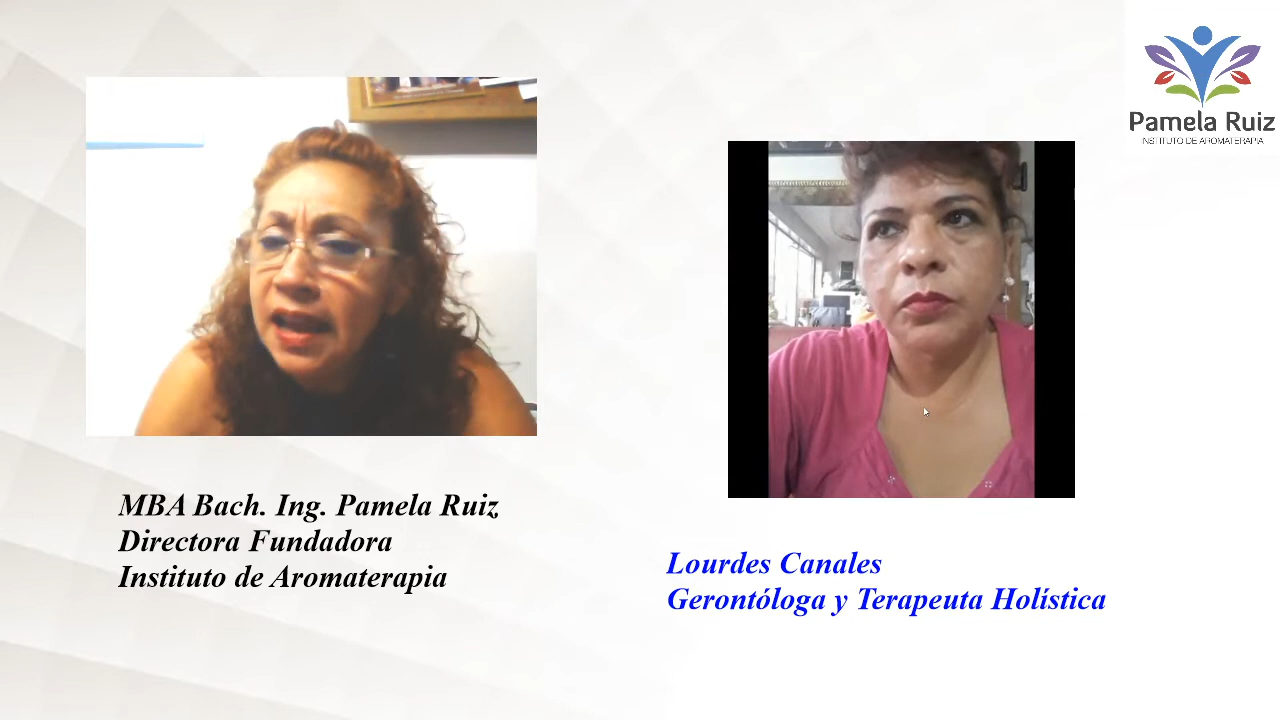 Pamela Ruiz
INSTITUTO DE AROMATERAPIA
MBA Bach. Ing. Pamela Ruiz
Directora Fundadora
Instituto de Aromaterapia
Lourdes Canales
Gerontóloga y Terapeuta Holística